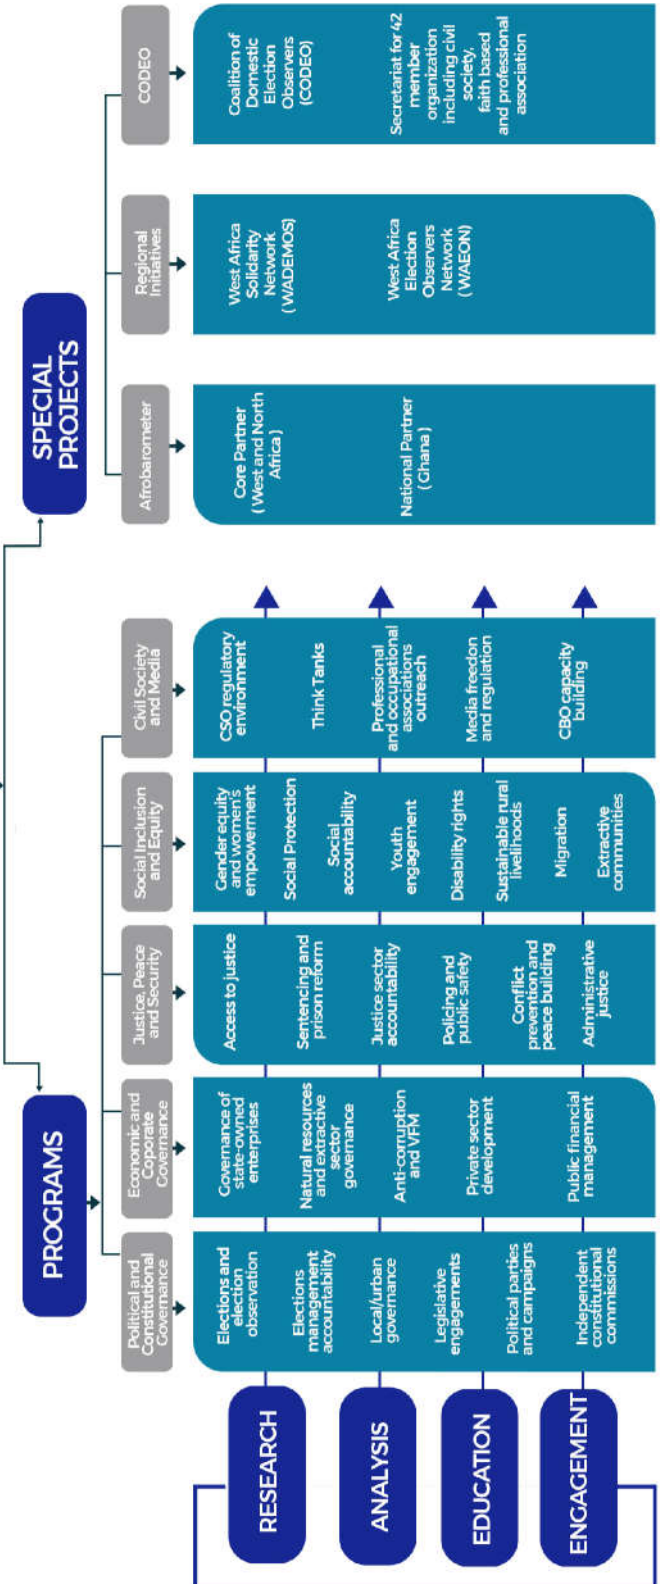 PROGRAMS
SPECIAL
PROJECTS
Political and
Constitutional
Governance
Economic and
Coporate
Governance
Justice, Peace
and Security
Social Inclusion
and Equity
Civil Society
and Media
Afrobarometer
Regional
Initiatives
CODEO
RESEARCH
ANALYSIS
EDUCATION
ENGAGEMENT
Elections and
election
observation
Elections
management
accountability
Local/urban
governance
Legislative
engagements
Political parties
and campaigns
Independent
constitutional
commissions
Governance of
state-owned
enterprises
Natural resources
and extractive
sector
governance
Anti-corruption
and VFM
Private sector
development
Public financial
management
Access to justice
Sentencing and
prison reform
Justice sector
accountability
Policing and
public safety
Conflict
prevention and
peace building
Administrative
justice
Gender equity
and women's
empowerment
Social Protection
Social
accountability
Youth
engagement
Disability rights
Sustainable rural
livelihoods
Migration
Extractive
communities
CSO regulatory
environment
Think Tanks
Professional
and occupational
associations
outreach
Media freedon
and regulation
CBO capacity
building
Core Partner
( West and North
Africa )
National Partner
( Ghana )
West Africa
Solidarity
Network
(WADEMOS)
West Africa
Election
Observers
Network
(WAEON)
Coalition of
Domestic
Election
Observers
(CODEO)
Secretariat for 42
member
organization
including civil
society,
faith based
and professional
association